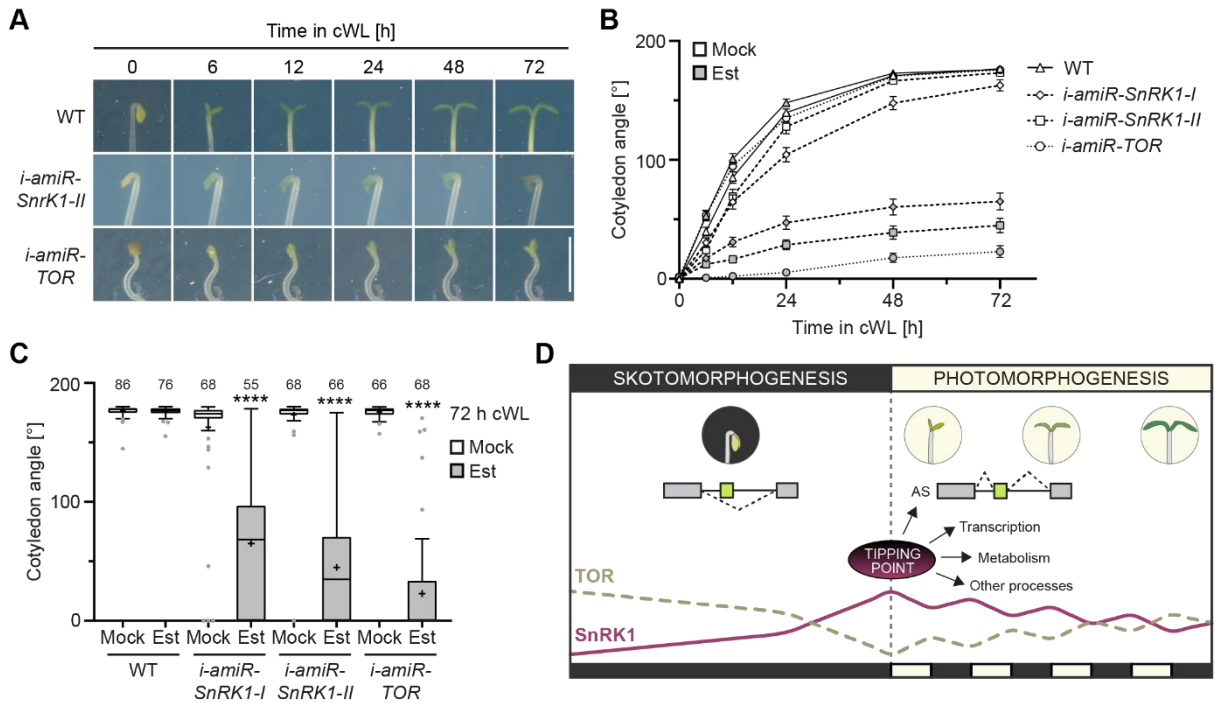 A
Time in cWL [h]
0 6 12 24 48 72
WT
i-amiR-
SnrK1-II
i-amiR-
TOR
B
200
100
0
Cotyledon angle [°]
Mock
Est
0 24 48 72
Time in cWL [h]
WT
i-amiR-SnRK1-I
i-amiR-SnRK1-II
i-amiR-TOR
C
86 76 68 55 68 66 66 68
**** **** ****
200
100
0
Cotyledon angle [°]
72 h cWL
Mock
Est
Mock Est Mock Est Mock Est Mock Est
WT
i-amiR-
SnRK1-I
i-amiR-
SnRK1-II
i-amiR-
TOR
D
SKOTOMORPHOGENESIS PHOTOMORPHOGENESIS
AS
Transcription
TIPPING
POINT
Metabolism
Other processes
TOR
SnRK1